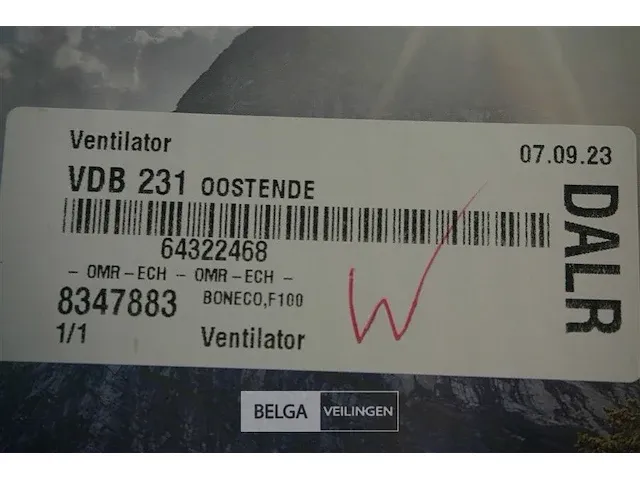 Ventilator
07.09.23
VDB 231 OOSTENDE
64322468
- OMR-ECH - OMR-ECH -
8347883 BONECO,F100
1/1 Ventilator
W
DALR
BELGA VEILINGEN